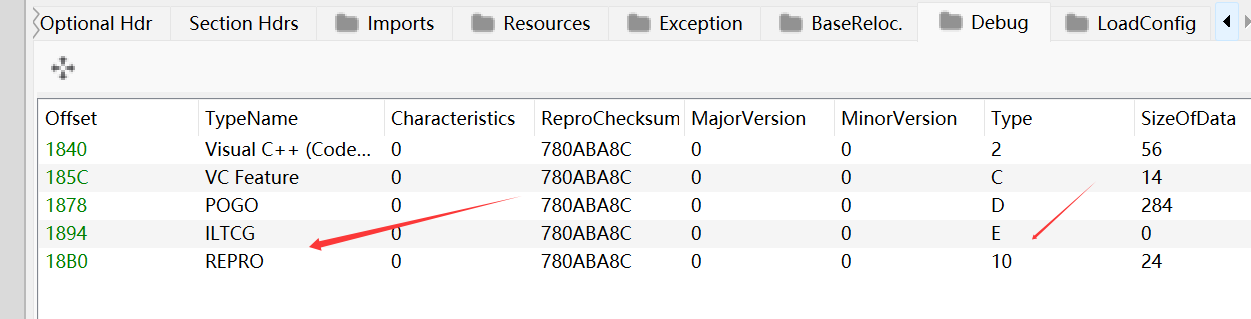 Optional Hdr Section Hdrs Imports Resources Exception BaseReloc. Debug LoadConfig
Offset TypeName Characteristics ReproChecksum MajorVersion MinorVersion Type SizeOfData
1840 Visual C++ (Code... 0 780ABA8C 0 0 2 56
185C VC Feature 0 780ABA8C 0 0 C 14
1878 POGO 0 780ABA8C 0 0 D 284
1894 ILTCG 0 780ABA8C 0 0 E 0
18B0 REPRO 0 780ABA8C 0 0 10 24